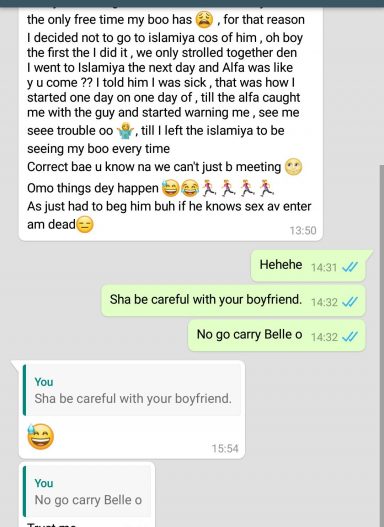 the only free time my boo has 😩 , for that reason
I decided not to go to islamiya cos of him , oh boy
the first the I did it , we only strolled together den
I went to Islamiya the next day and Alfa was like
y u come ?? I told him I was sick , that was how I
started one day on one day of , till the alfa caught
me with the guy and started warning me , see me
seee trouble oo 🤷‍♀️, till I left the islamiya to be
seeing my boo every time
Correct bae u know na we can't just b meeting 🙄
Omo things dey happen 😅😂🏃‍♀️🏃‍♀️🏃‍♀️🏃‍♀️
As just had to beg him buh if he knows sex av enter
am dead😑
13:50
Hehehe 14:31
Sha be careful with your boyfriend. 14:32
No go carry Belle o 14:32
You
Sha be careful with your boyfriend.
😅
15:54
You
No go carry Belle o
Trust me